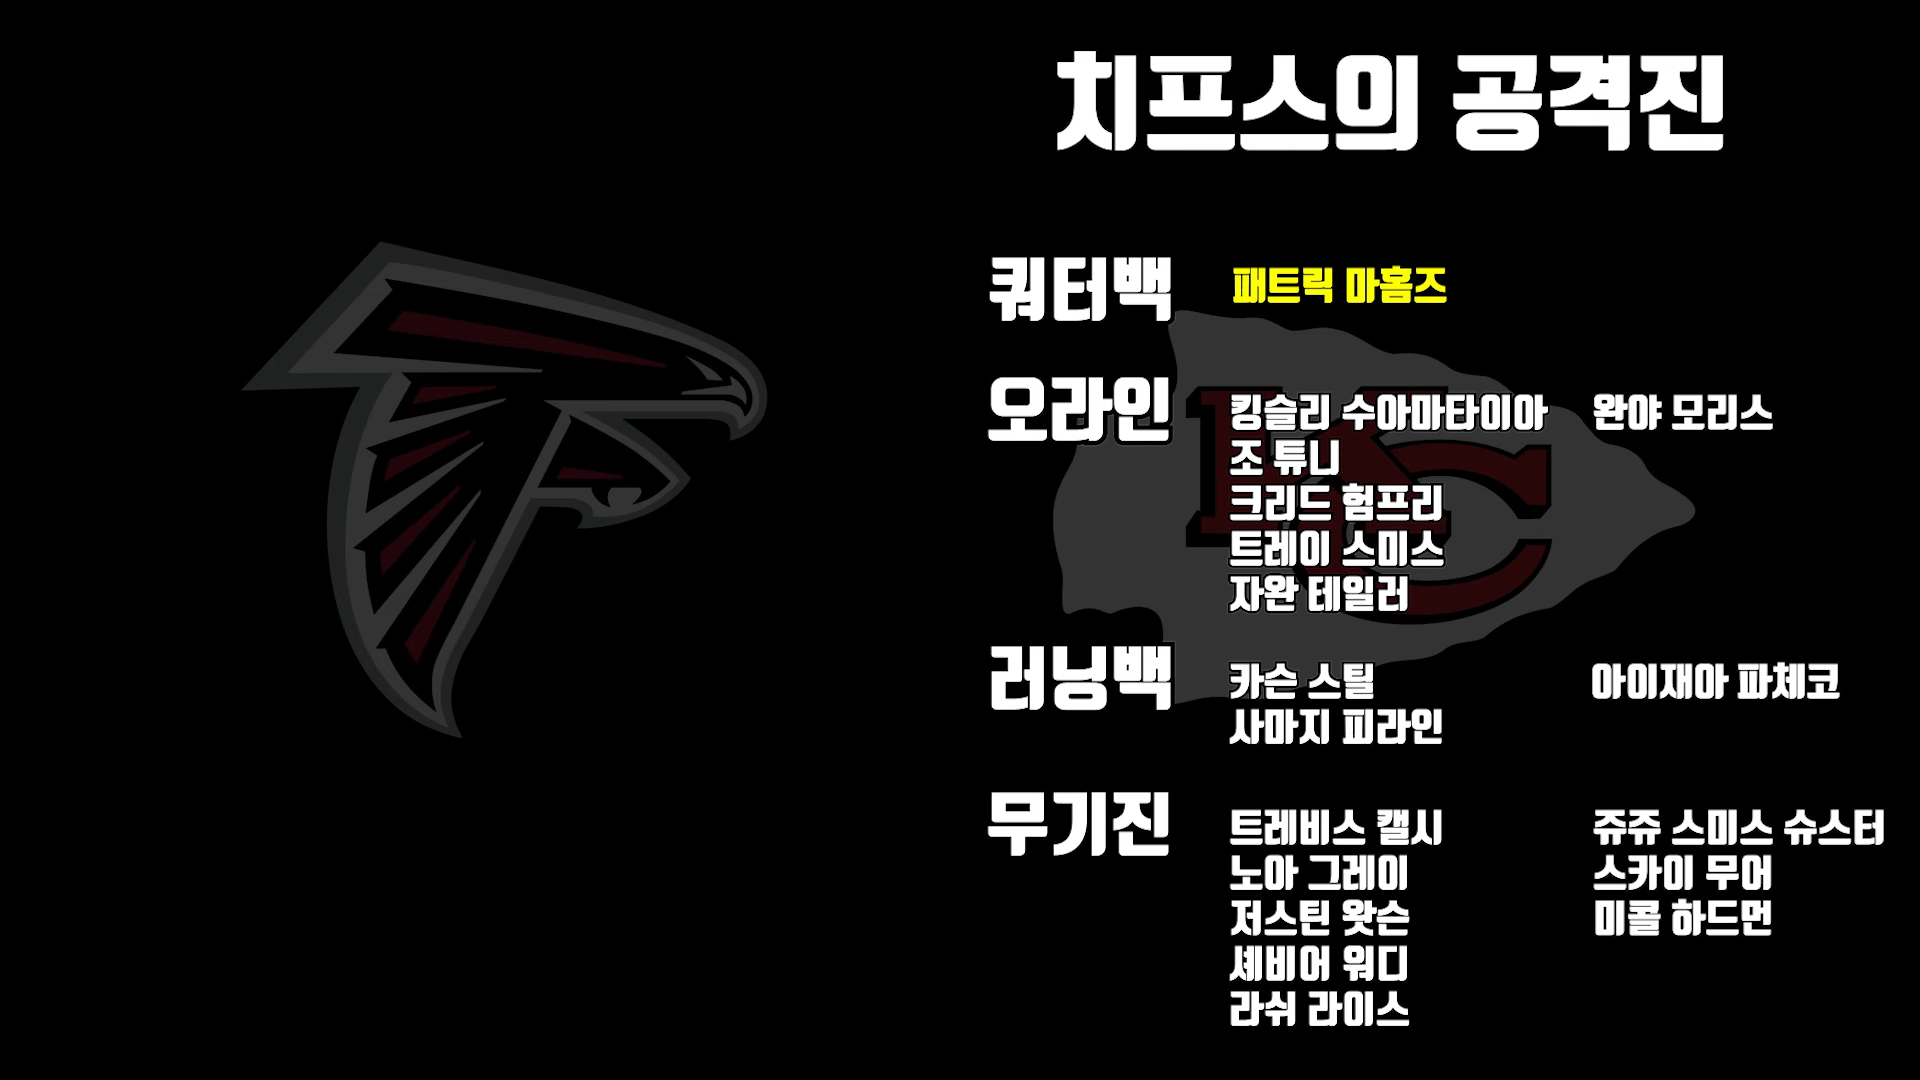 치프스의 공격진
쿼터백 패트릭 마홈즈
오라인 킹슬리 수아마타이아 완야 모리스
조 튜니
크리드 험프리
트레이 스미스
자완 테일러
러닝백 카슨 스틸 아이재아 파체코
사마지 피라인
무기진 트레비스 캘시 쥬쥬 스미스 슈스터
노아 그레이 스카이 무어
저스틴 왓슨 미콜 하드먼
셰비어 워디
라쉬 라이스
KC